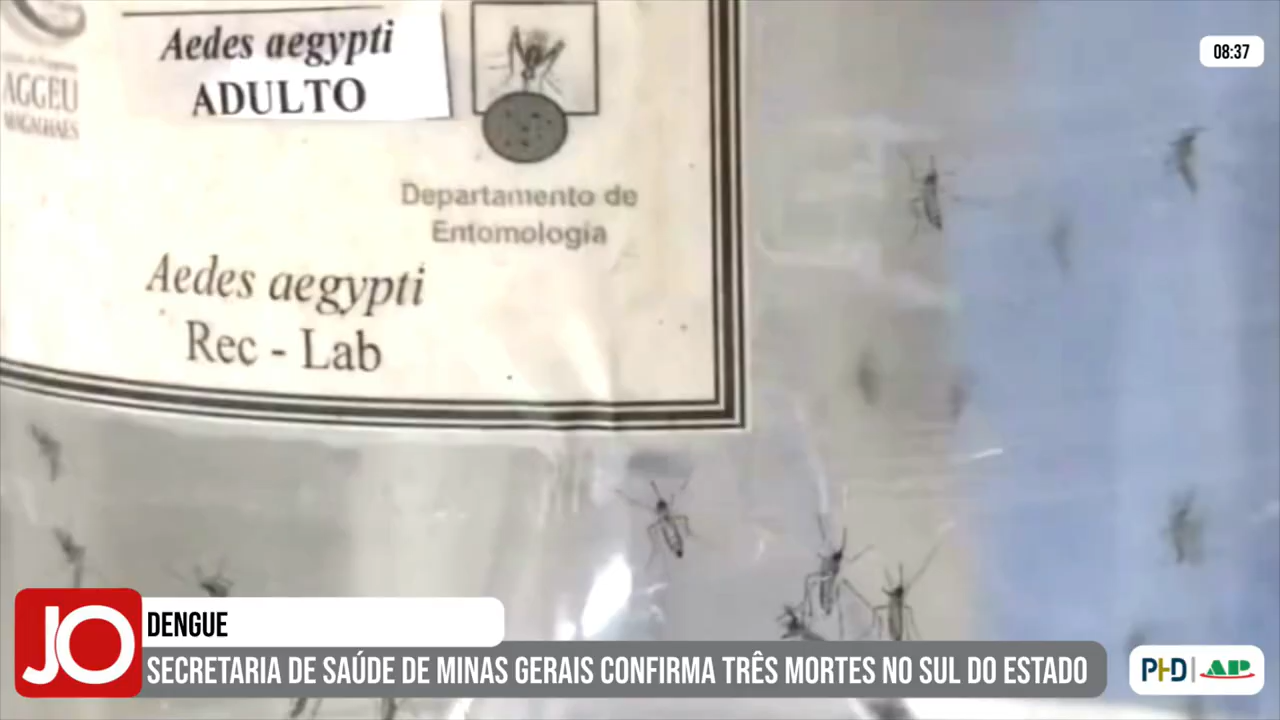 Aedes aegypti
ADULTO
AGGEU
MAGALHÃES
Departamento de
Entomologia
Aedes aegypti
Rec - Lab
08:37
JO
DENGUE
SECRETARIA DE SAÚDE DE MINAS GERAIS CONFIRMA TRÊS MORTES NO SUL DO ESTADO
PHD | AP